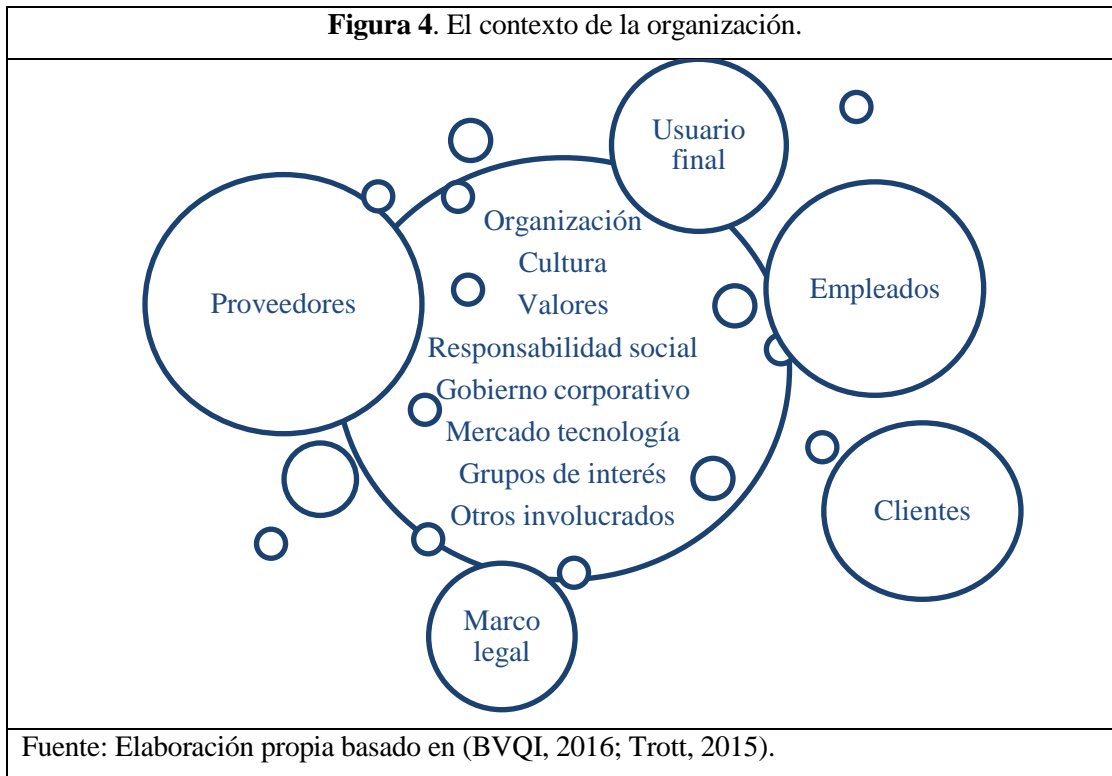 Figura 4. El contexto de la organización.
Usuario
final
Proveedores
Organización
Cultura
Valores
Responsabilidad social
Gobierno corporativo
Mercado tecnología
Grupos de interés
Otros involucrados
Empleados
Clientes
Marco
legal
Fuente: Elaboración propia basado en (BVQI, 2016; Trott, 2015).